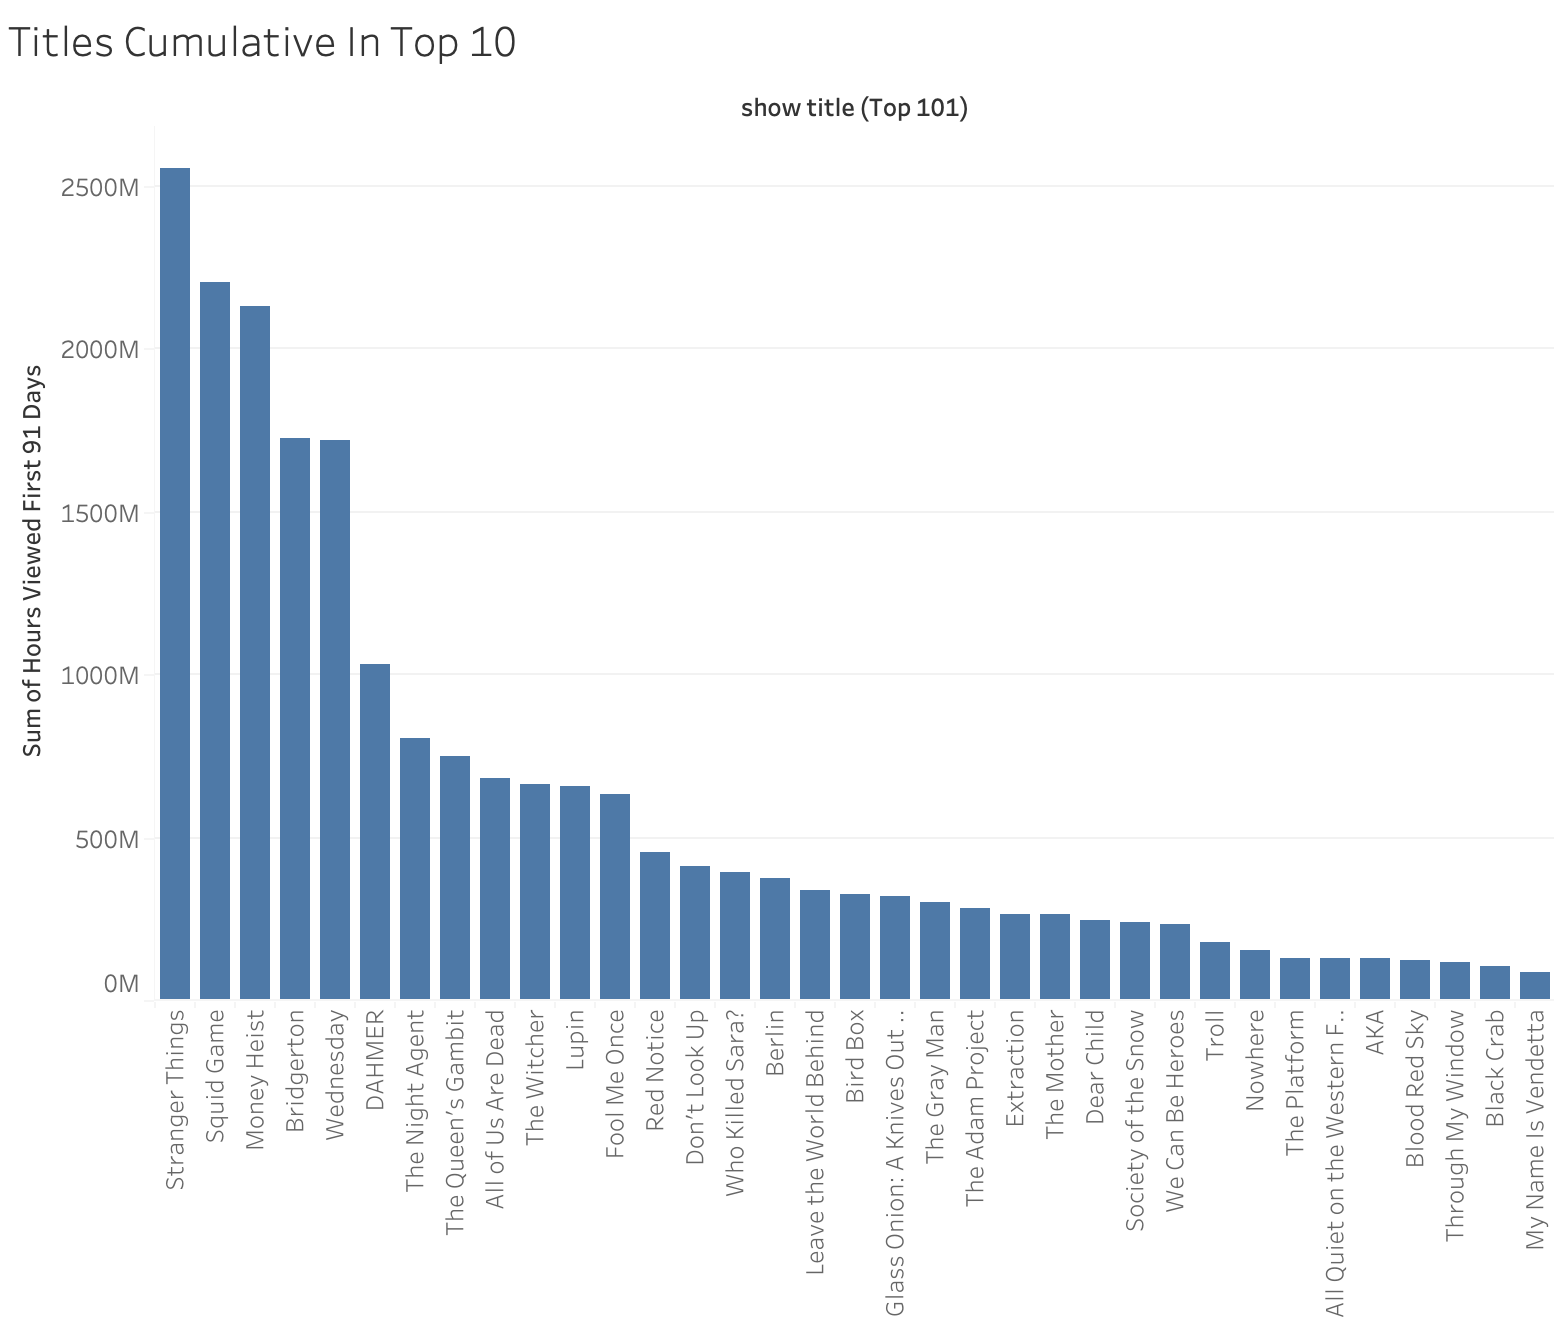 Titles Cumulative In Top 10
show title (Top 101)
Sum of Hours Viewed First 91 Days
2500M
2000M
1500M
1000M
500M
0M
Stranger Things
Squid Game
Money Heist
Bridgerton
Wednesday
DAHMER
The Night Agent
The Queen's Gambit
All of Us Are Dead
The Witcher
Lupin
Fool Me Once
Red Notice
Don't Look Up
Who Killed Sara?
Berlin
Leave the World Behind
Bird Box
Glass Onion: A Knives Out ..
The Gray Man
The Adam Project
Extraction
The Mother
Dear Child
Society of the Snow
We Can Be Heroes
Troll
Nowhere
The Platform
All Quiet on the Western F..
AKA
Blood Red Sky
Through My Window
Black Crab
My Name Is Vendetta